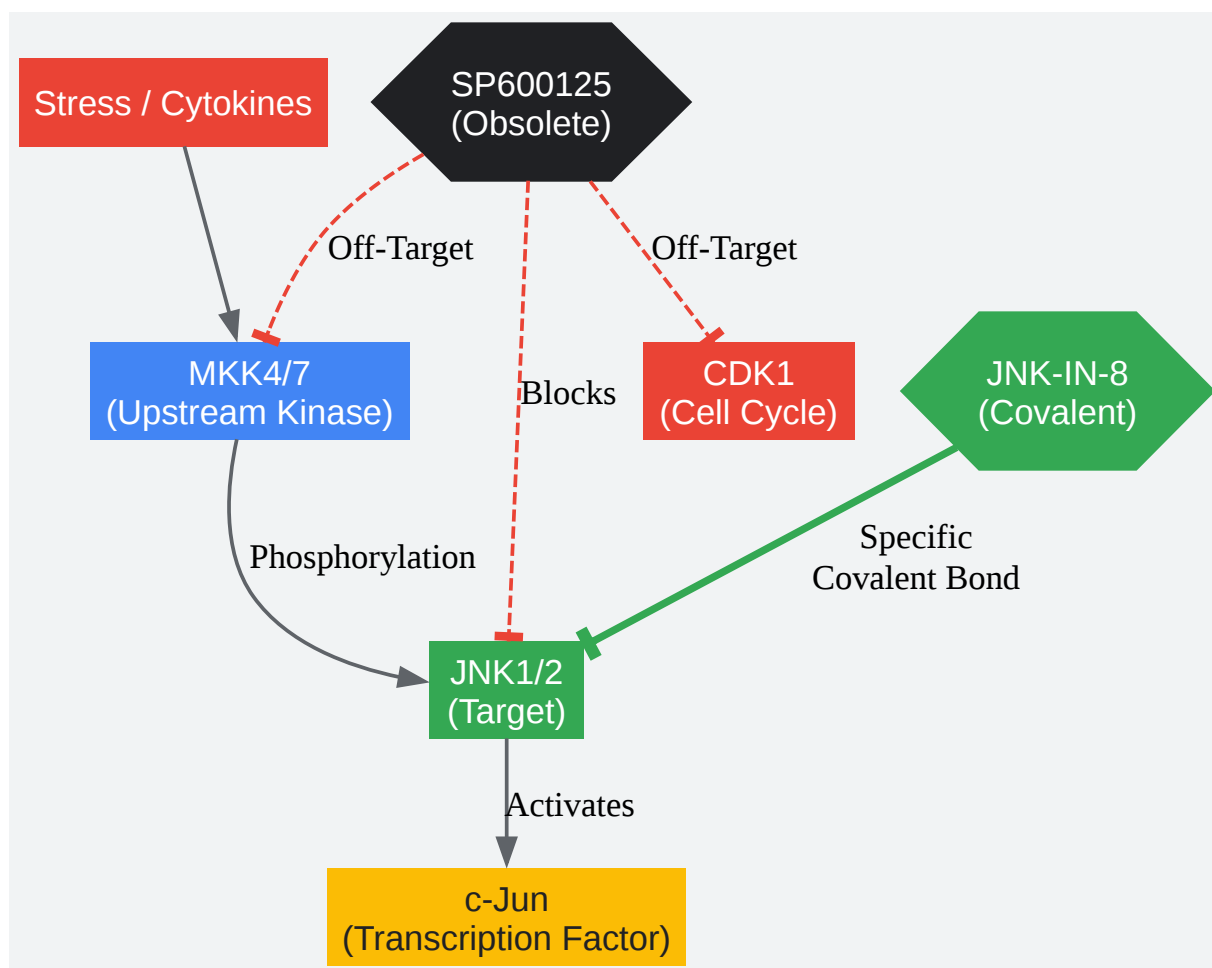 Stress / Cytokines
SP600125
(Obsolete)
Off-Target
Off-Target
MKK4/7
(Upstream Kinase)
Blocks
CDK1
(Cell Cycle)
JNK-IN-8
(Covalent)
Phosphorylation
Specific
Covalent Bond
JNK1/2
(Target)
Activates
c-Jun
(Transcription Factor)